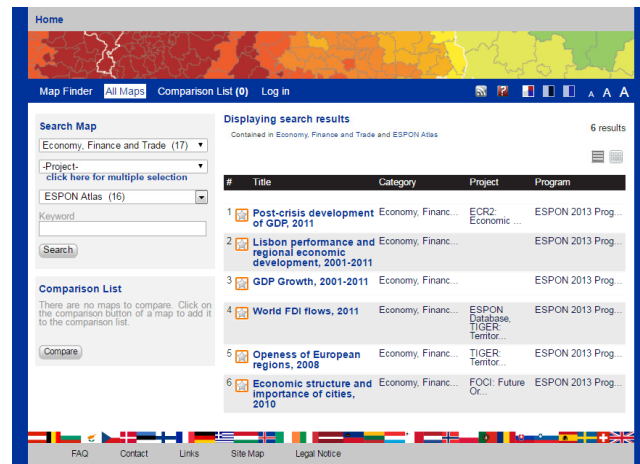 Home
Map Finder All Maps Comparison List (0) Log in A A A
Search Map
Economy, Finance and Trade (17)
-Project-
click here for multiple selection
ESPON Atlas (16)
Keyword
Search
Comparison List
There are no maps to compare. Click on
the comparison button of a map to add it
to the comparison list.
Compare
Displaying search results
6 results
Contained in Economy, Finance and Trade and ESPON Atlas
# Title Category Project Program
1 Post-crisis development Economy, Financ... ECR2: ESPON 2013 Prog...
of GDP, 2011 Economic ...
2 Lisbon performance and Economy, Financ... ESPON 2013 Prog...
regional economic
development, 2001-2011
3 GDP Growth, 2001-2011 Economy, Financ... ESPON 2013 Prog...
4 World FDI flows, 2011 Economy, Financ... ESPON ESPON 2013 Prog...
Database,
TIGER:
Territor...
5 Openess of European Economy, Financ... TIGER: ESPON 2013 Prog...
regions, 2008 Territor...
6 Economic structure and Economy, Financ... FOCI: Future ESPON 2013 Prog...
importance of cities, Or...
2010
FAQ Contact Links Site Map Legal Notice